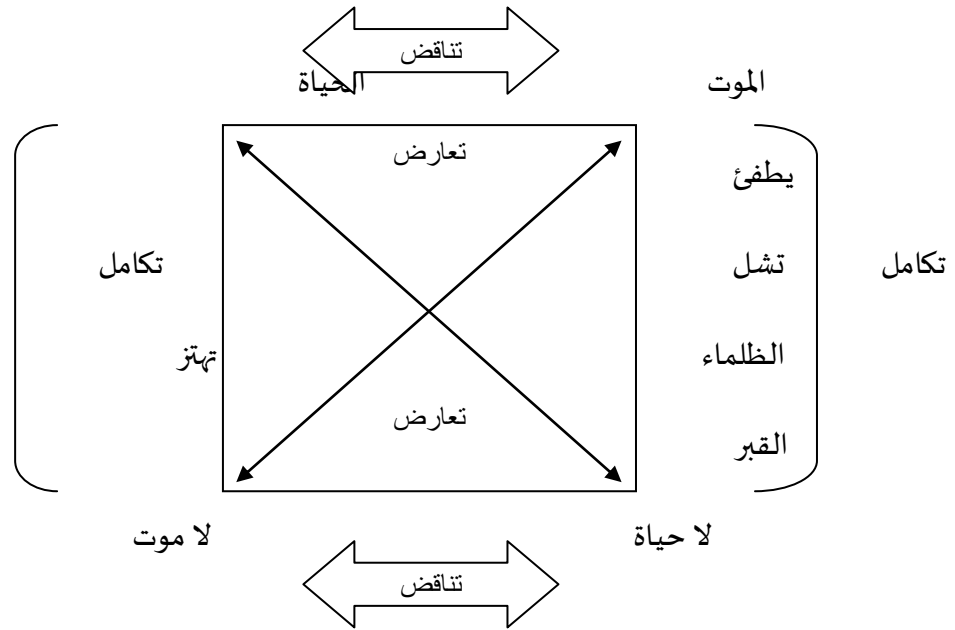 تناقض
الموت
الحياة
تعارض
يطفئ
تكامل
تشل
تكامل
الظلماء
تهتز
تعارض
القبر
لا حياة
لا موت
تناقض